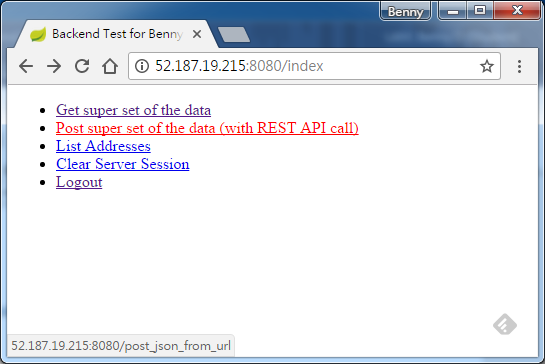 Benny
Backend Test for Benny
52.187.19.215:8080/index
Get super set of the data
Post super set of the data (with REST API call)
List Addresses
Clear Server Session
Logout
52.187.19.215:8080/post_json_from_url